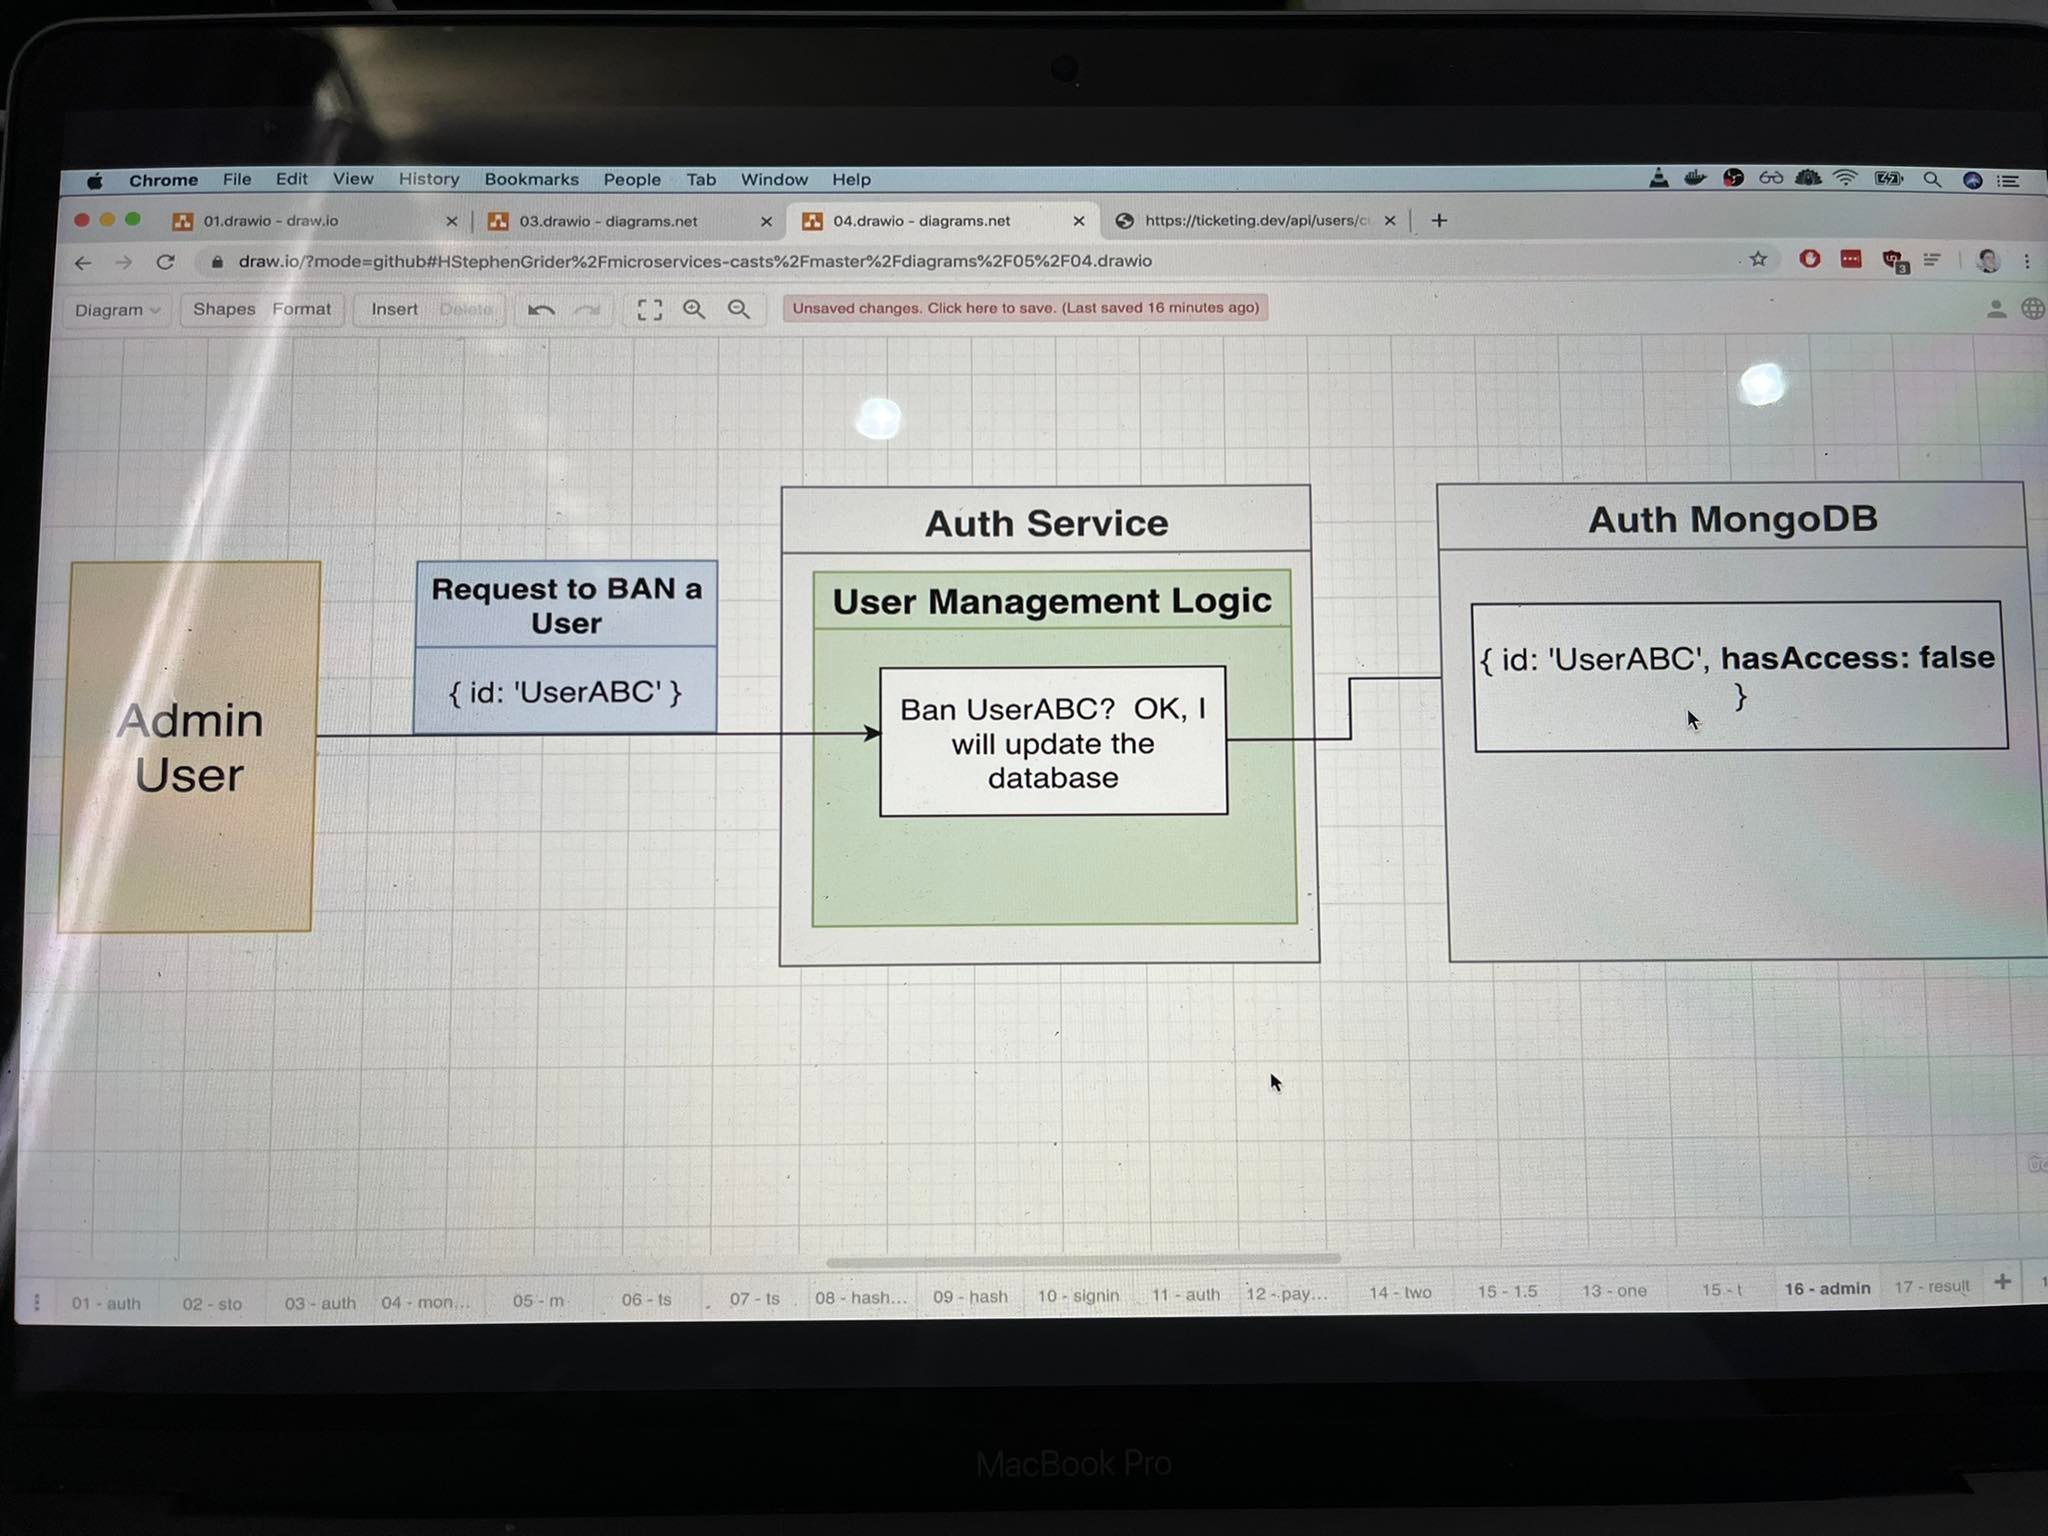 Chrome File Edit View History Bookmarks People Tab Window Help
01.drawio - draw.io
03.drawio - diagrams.net
04.drawio - diagrams.net
https://ticketing.dev/api/users/c
draw.io/?mode=github#HStephenGrider%2Fmicroservices-casts%2Fmaster%2Fdiagrams%2F05%2F04.drawio
3
Diagram Shapes Format Insert Delete
Unsaved changes. Click here to save. (Last saved 16 minutes ago)
Admin
User
Request to BAN a
User
{ id: 'UserABC' }
Auth Service
User Management Logic
Ban UserABC? OK, I
will update the
database
Auth MongoDB
{ id: 'UserABC', hasAccess: false
}
01 - auth 02 - sto 03 - auth 04 - mon... 05 - m 06 - ts 07 - ts 08 - hash... 09 - hash 10 - signin 11 - auth 12 - pay... 14 - two 15 - 1.5 13 - one 15 - t 16 - admin 17 - result
MacBook Pro